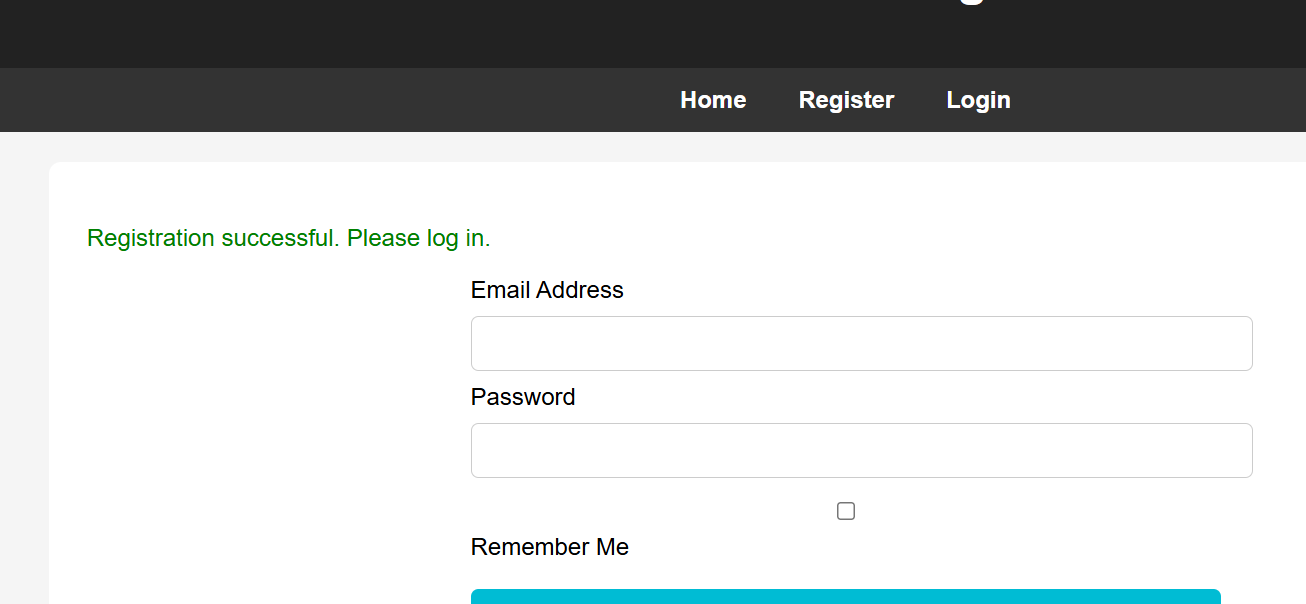 Home Register Login
Registration successful. Please log in.
Email Address
Password
Remember Me